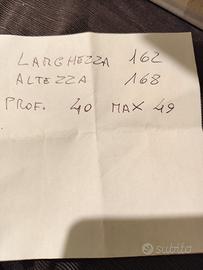 LARGHEZZA 162
ALTEZZA 168
PROF. 40 MAX 49
subito